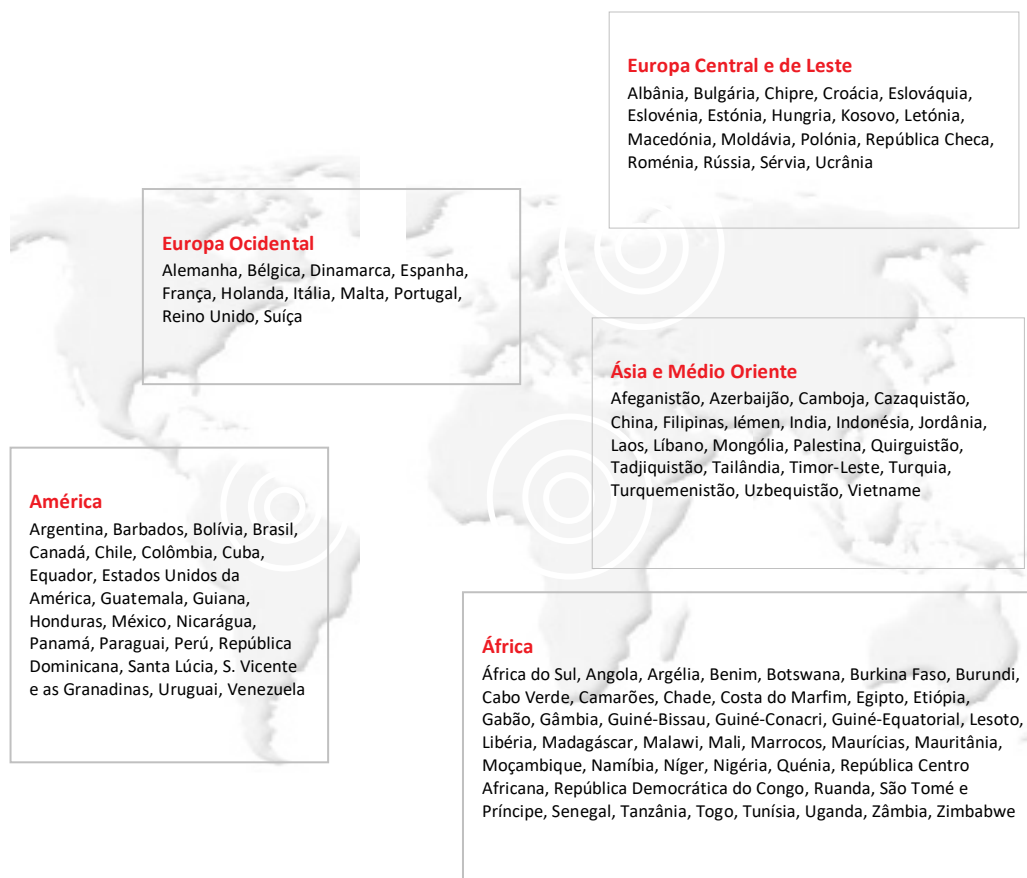 Europa Central e de Leste
Albânia, Bulgária, Chipre, Croácia, Eslováquia,
Eslovénia, Estónia, Hungria, Kosovo, Letónia,
Macedónia, Moldávia, Polónia, República Checa,
Roménia, Rússia, Sérvia, Ucrânia
Europa Ocidental
Alemanha, Bélgica, Dinamarca, Espanha,
França, Holanda, Itália, Malta, Portugal,
Reino Unido, Suíça
Ásia e Médio Oriente
Afeganistão, Azerbaijão, Camboja, Cazaquistão,
China, Filipinas, Iémen, India, Indonésia, Jordânia,
Laos, Líbano, Mongólia, Palestina, Quirguistão,
Tadjiquistão, Tailândia, Timor-Leste, Turquia,
Turquemenistão, Uzbequistão, Vietname
América
Argentina, Barbados, Bolívia, Brasil,
Canadá, Chile, Colômbia, Cuba,
Equador, Estados Unidos da
América, Guatemala, Guiana,
Honduras, México, Nicarágua,
Panamá, Paraguai, Perú, República
Dominicana, Santa Lúcia, S. Vicente
e as Granadinas, Uruguai, Venezuela
África
África do Sul, Angola, Argélia, Benim, Botswana, Burkina Faso, Burundi,
Cabo Verde, Camarões, Chade, Costa do Marfim, Egipto, Etiópia,
Gabão, Gâmbia, Guiné-Bissau, Guiné-Conacri, Guiné-Equatorial, Lesoto,
Libéria, Madagáscar, Malawi, Mali, Marrocos, Maurícias, Mauritânia,
Moçambique, Namíbia, Níger, Nigéria, Quénia, República Centro
Africana, República Democrática do Congo, Ruanda, São Tomé e
Príncipe, Senegal, Tanzânia, Togo, Tunísia, Uganda, Zâmbia, Zimbabwe